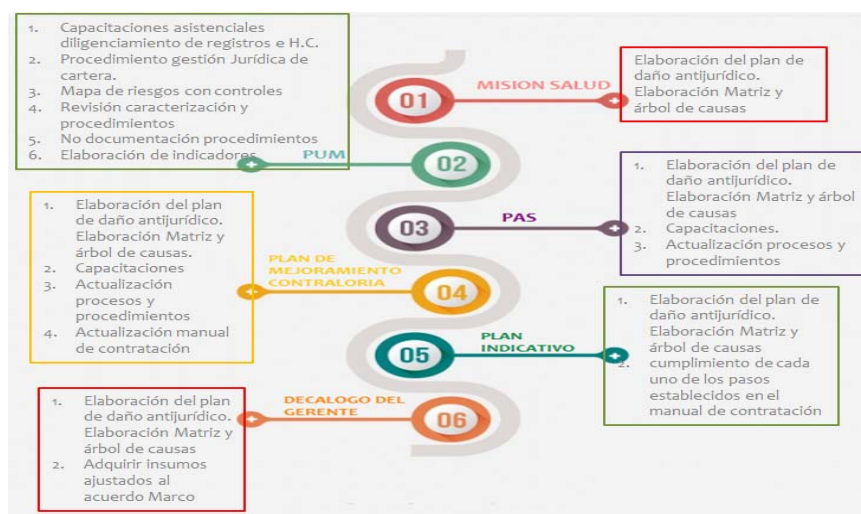 1. Capacitaciones asistenciales
diligenciamiento de registros e H.C.
2. Procedimiento gestión Jurídica de
cartera.
3. Mapa de riesgos con controles
4. Revisión caracterización y
procedimientos
5. No documentación procedimientos
6. Elaboración de indicadores
01
MISION SALUD
Elaboración del plan de
daño antijurídico.
Elaboración Matriz y
árbol de causas
PUM
02
03
PAS
1. Elaboración del plan de
daño antijurídico.
Elaboración Matriz y árbol
de causas
2. Capacitaciones.
3. Actualización procesos y
procedimientos
1. Elaboración del plan
de daño antijurídico.
Elaboración Matriz y
árbol de causas.
2. Capacitaciones
3. Actualización
procesos y
procedimientos
4. Actualización manual
de contratación
PLAN DE
MEJORAMIENTO
CONTRALORIA
04
05
PLAN
INDICATIVO
1. Elaboración del plan de
daño antijurídico.
Elaboración Matriz y
árbol de causas
2. cumplimiento de cada
uno de los pasos
establecidos en el
manual de contratación
1. Elaboración del plan
de daño antijurídico.
Elaboración Matriz y
árbol de causas
2. Adquirir insumos
ajustados al
acuerdo Marco
DECALOGO DEL
GERENTE
06